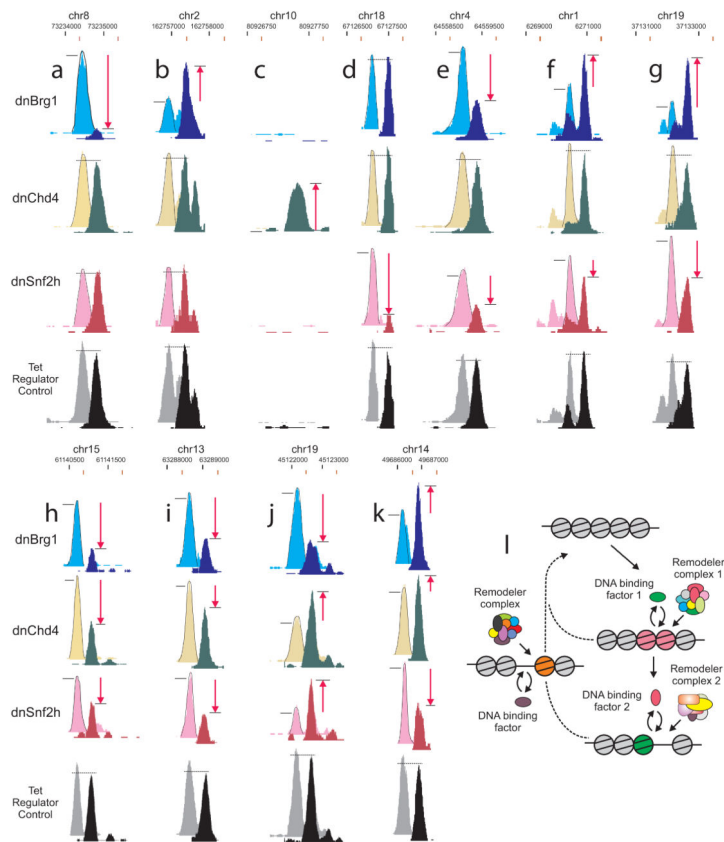 chr8 chr2 chr10 chr18 chr4 chr1 chr19
73234000 73235000 162757000 162758000 80926750 80927750 67126500 67127500 64558500 64559500 6269000 6271000 37131000 37133000
a b c d e f g
dnBrg1
dnChd4
dnSnf2h
Tet
Regulator
Control
chr15 chr13 chr19 chr14
61140500 61141500 63288000 63289000 45122000 45123000 49686000 49687000
h i j k l
dnBrg1
dnChd4
dnSnf2h
Tet
Regulator
Control
Remodeler
complex 1
DNA binding
factor 1
Remodeler
complex
DNA binding
factor
Remodeler
complex 2
DNA binding
factor 2